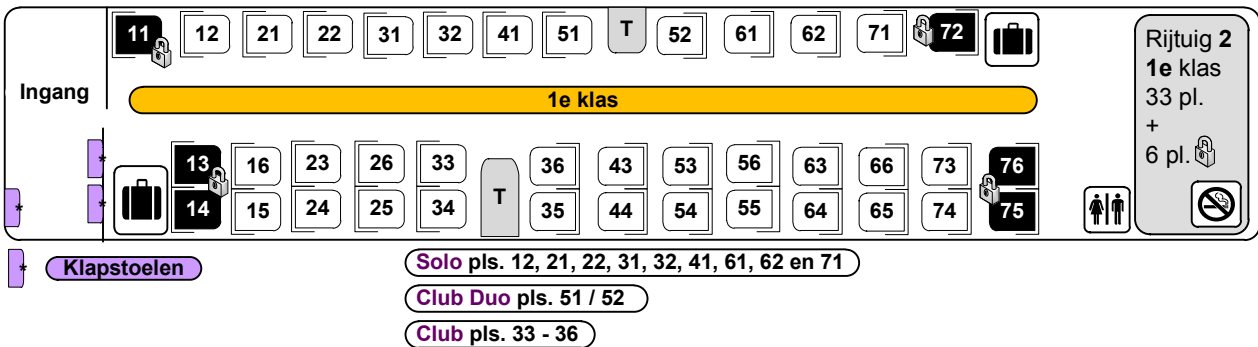 11 12 21 22 31 32 41 51 T 52 61 62 71 72
Rijtuig 2
1e klas
33 pl.
+
6 pl.
Ingang
1e klas
* 13 16 23 26 33 T 36 43 53 56 63 66 73 76
* * 14 15 24 25 34 35 44 54 55 64 65 74 75
* Klapstoelen
Solo pls. 12, 21, 22, 31, 32, 41, 61, 62 en 71
Club Duo pls. 51 / 52
Club pls. 33 - 36